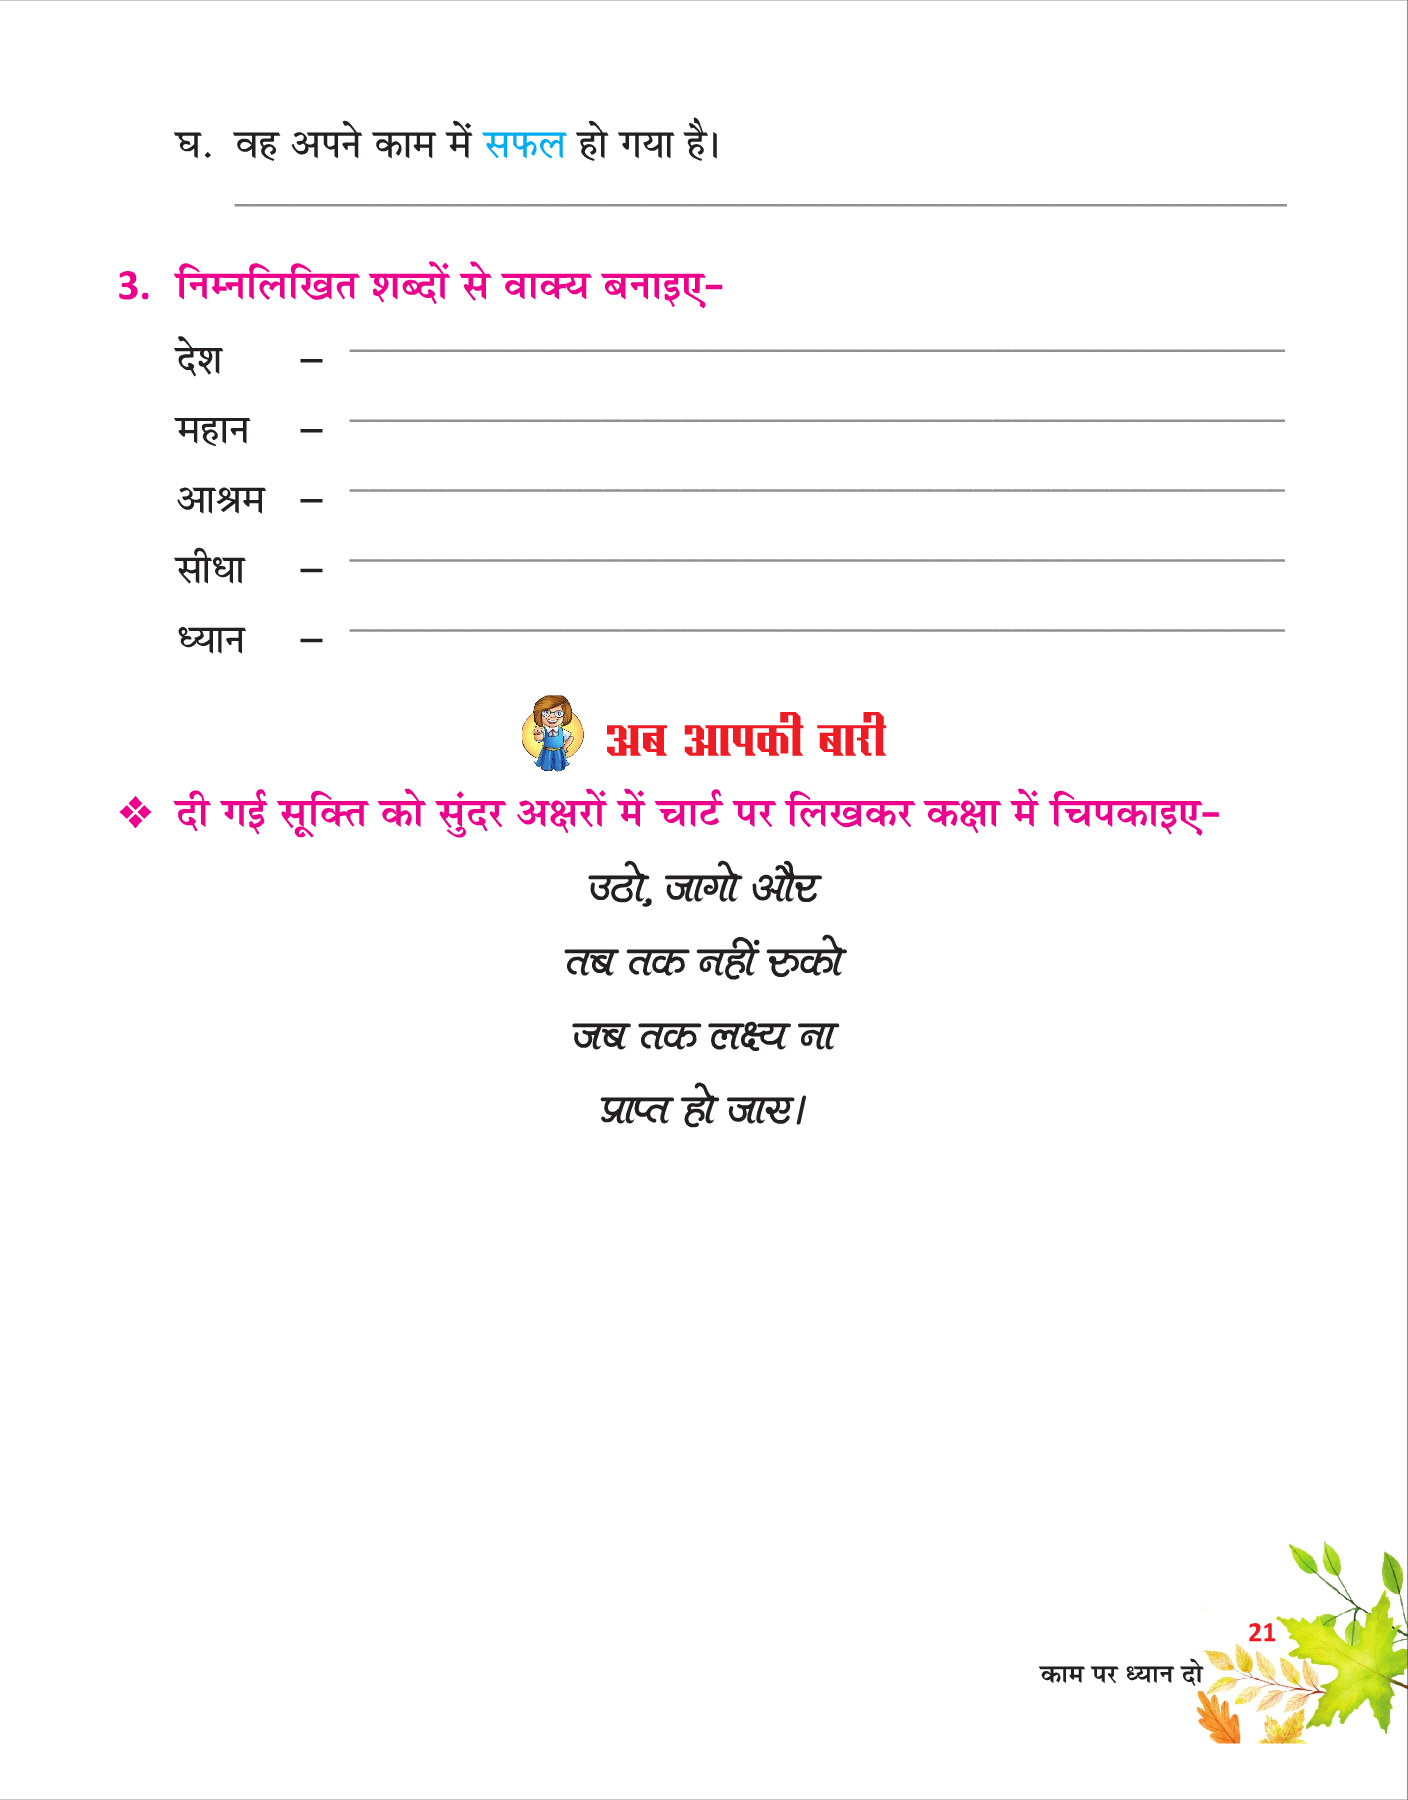 घ. वह अपने काम में सफल हो गया है।
3. निम्नलिखित शब्दों से वाक्य बनाइए-
देश –
महान –
आश्रम –
सीधा –
ध्यान –
अब आपकी बारी
❖ दी गई सूक्ति को सुंदर अक्षरों में चार्ट पर लिखकर कक्षा में चिपकाइए-
उठो, जागो और
तब तक नहीं रुको
जब तक लक्ष्य ना
प्राप्त हो जाए।
21
काम पर ध्यान दो